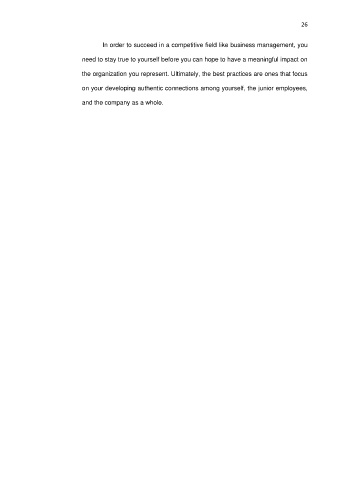 26
In order to succeed in a competitive field like business management, you
need to stay true to yourself before you can hope to have a meaningful impact on
the organization you represent. Ultimately, the best practices are ones that focus
on your developing authentic connections among yourself, the junior employees,
and the company as a whole.